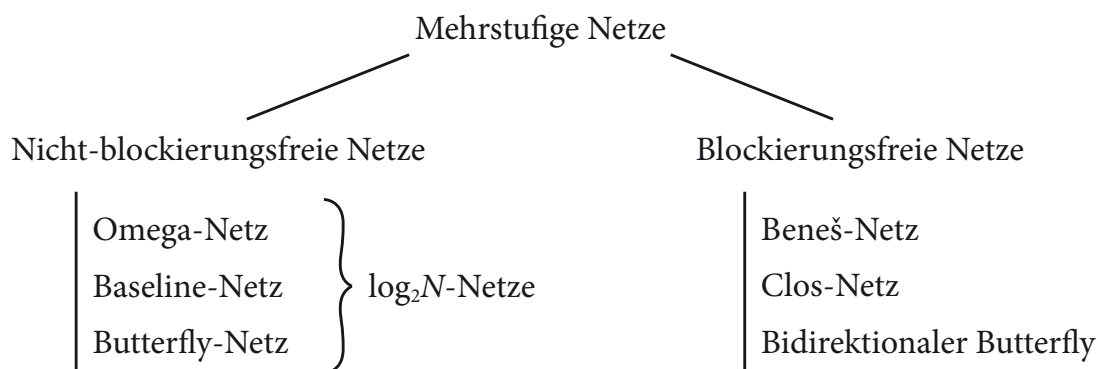 Mehrstufige Netze
Nicht-blockierungsfreie Netze
Blockierungsfreie Netze
Omega-Netz
Baseline-Netz
Butterfly-Netz
log₂N-Netze
Beneš-Netz
Clos-Netz
Bidirektionaler Butterfly